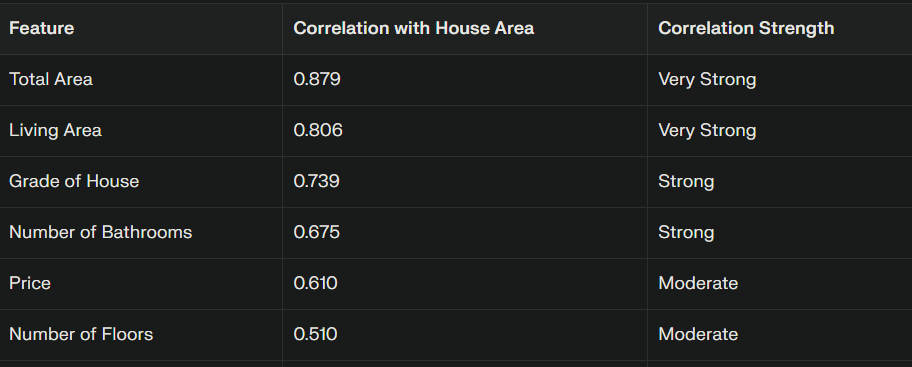 Feature Correlation with House Area Correlation Strength
Total Area 0.879 Very Strong
Living Area 0.806 Very Strong
Grade of House 0.739 Strong
Number of Bathrooms 0.675 Strong
Price 0.610 Moderate
Number of Floors 0.510 Moderate